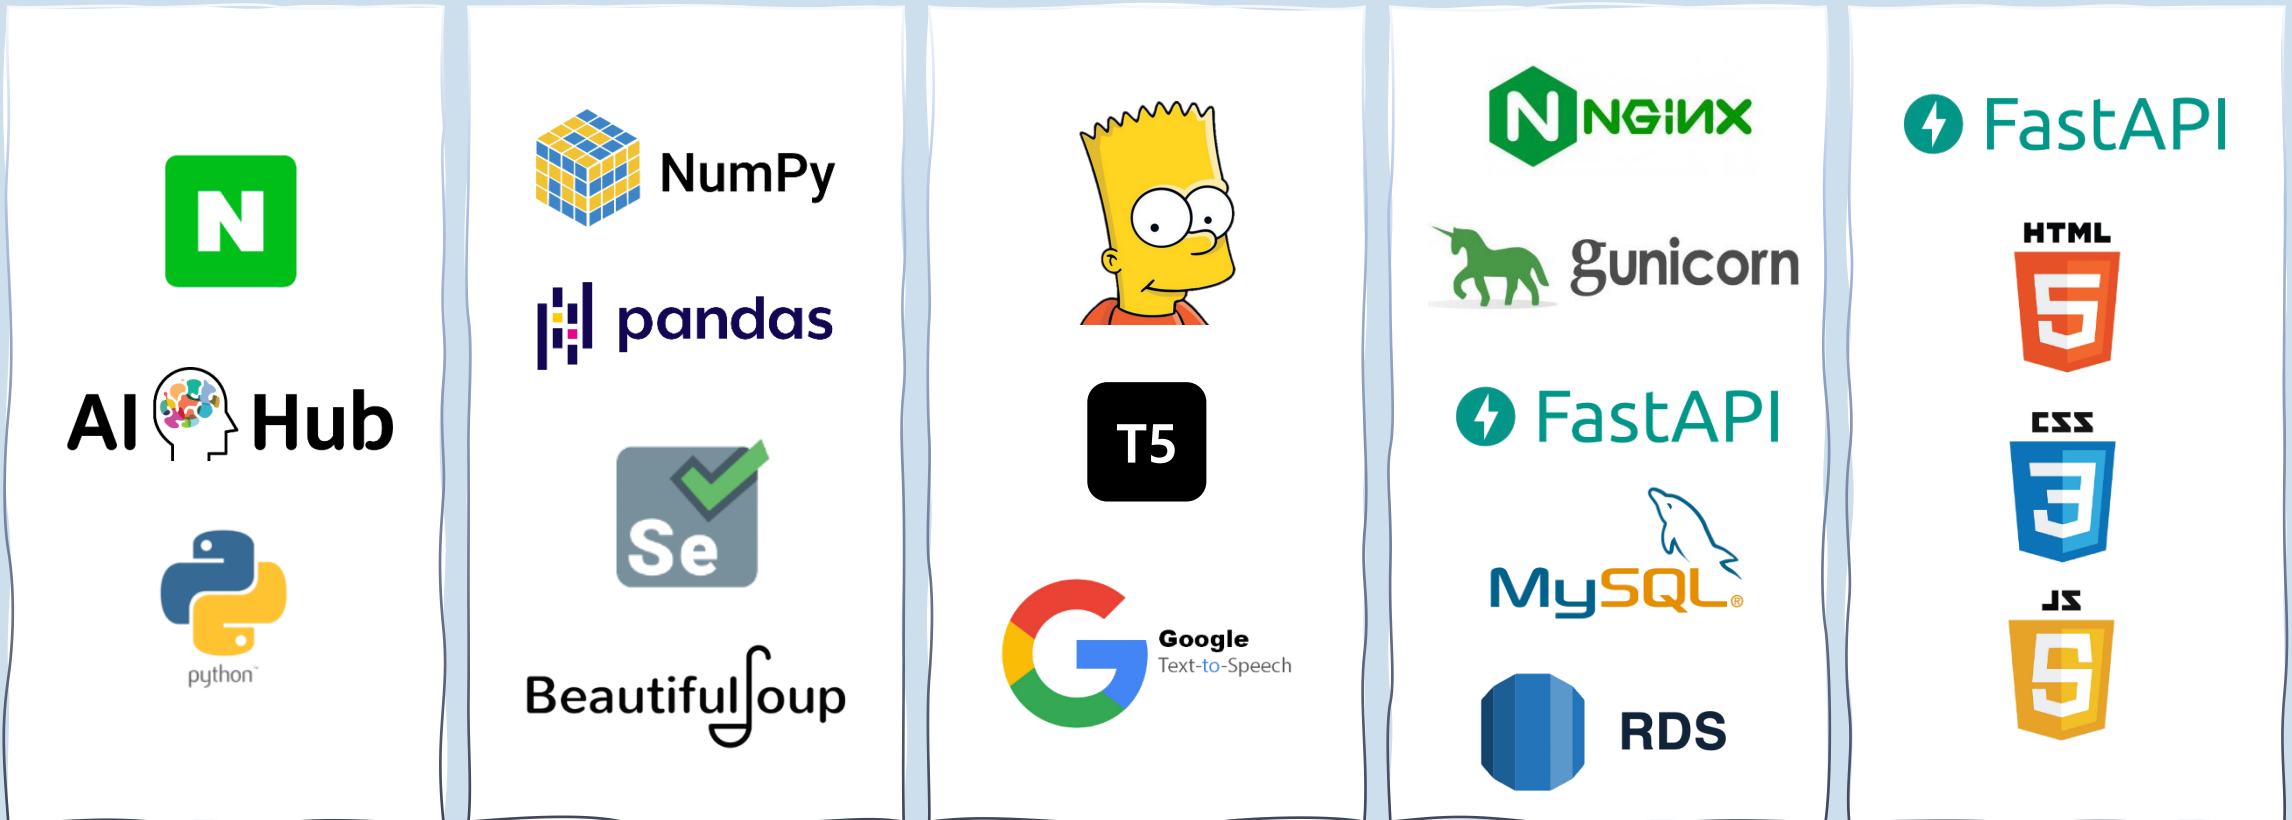 N
AI Hub
python™
NumPy
pandas
Se
BeautifulSoup
T5
Google
Text-to-Speech
NGiNX
gunicorn
FastAPI
MySQL®
RDS
FastAPI
HTML
5
CSS
3
JS
5